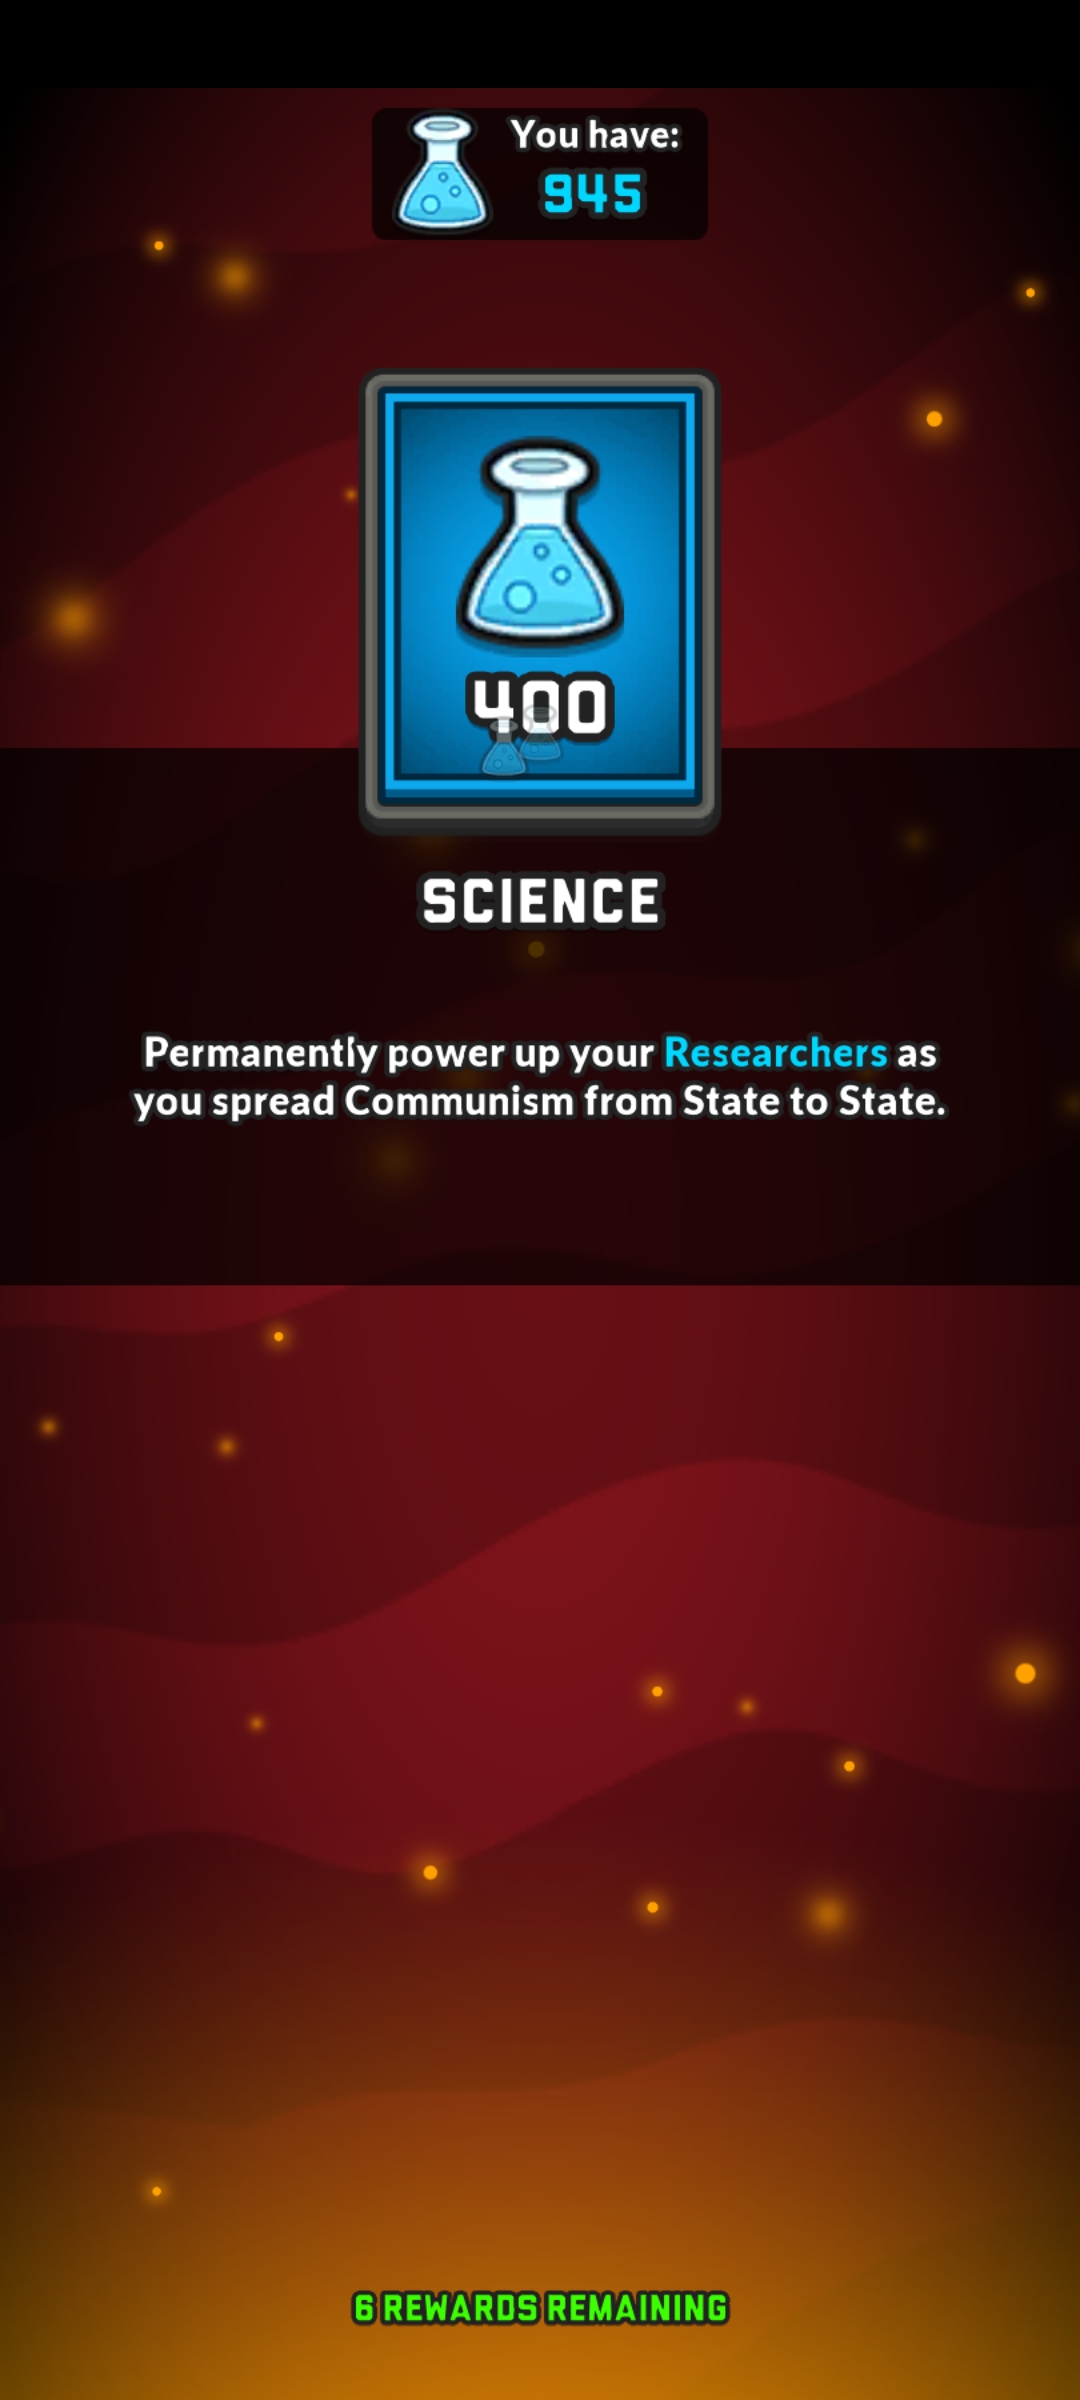 You have:
945
400
SCIENCE
Permanently power up your Researchers as
you spread Communism from State to State.
6 REWARDS REMAINING